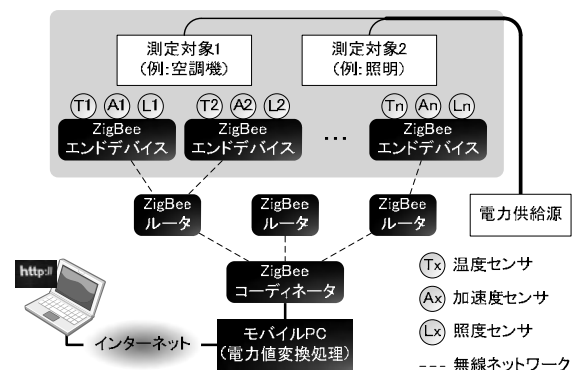 測定対象1
(例:空調機)
測定対象2
(例:照明)
T1 A1 L1 T2 A2 L2 Tn An Ln
ZigBee
エンドデバイス
ZigBee
エンドデバイス
...
ZigBee
エンドデバイス
ZigBee
ルータ
ZigBee
ルータ
ZigBee
ルータ
電力供給源
ZigBee
コーディネータ
http://
インターネット
モバイルPC
(電力値変換処理)
Tx 温度センサ
Ax 加速度センサ
Lx 照度センサ
--- 無線ネットワーク